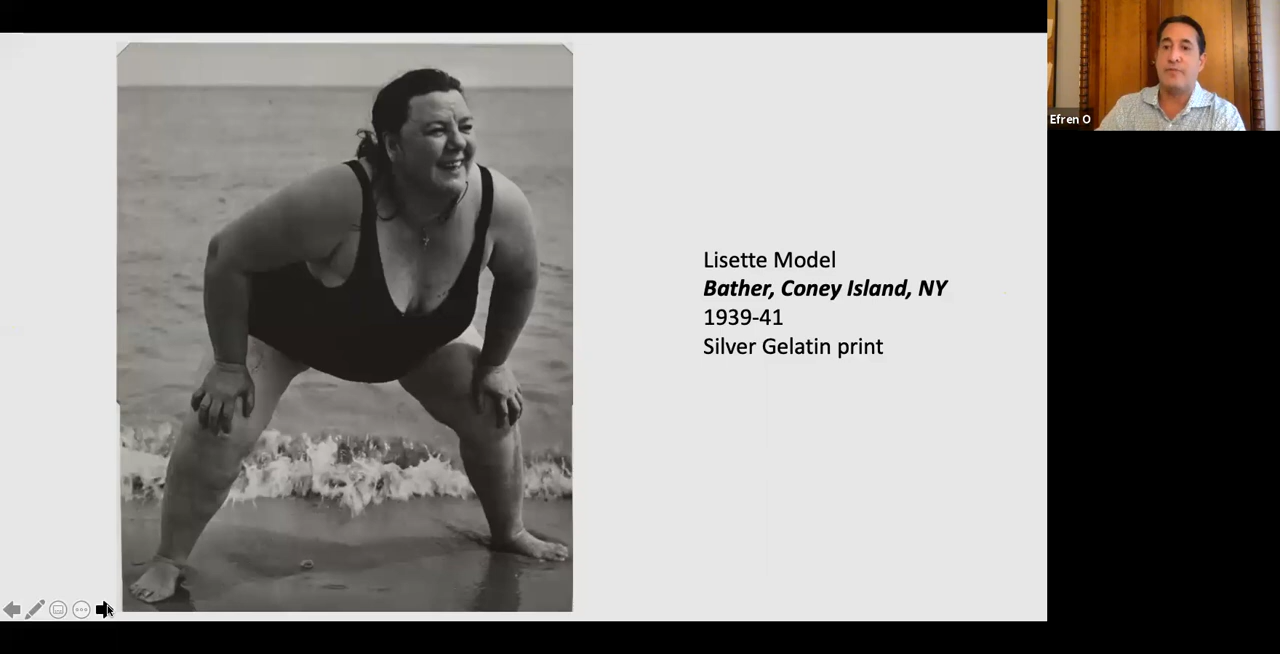 Lisette Model
Bather, Coney Island, NY
1939-41
Silver Gelatin print
Efren O